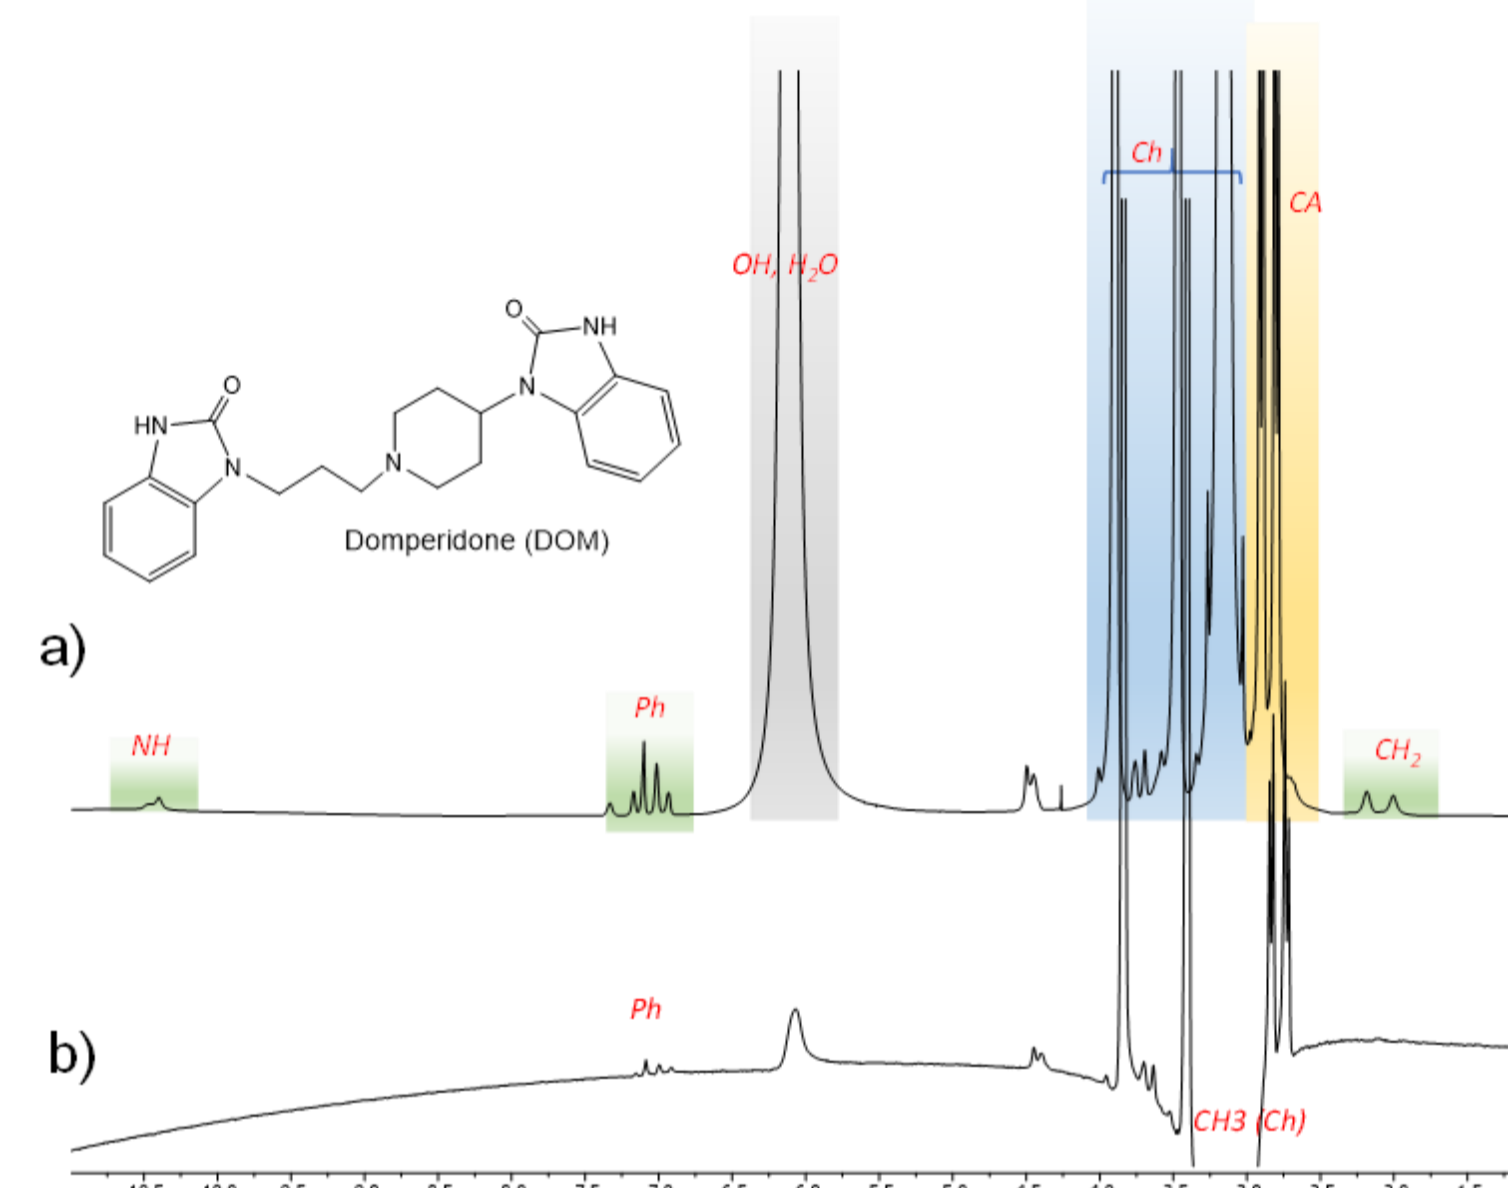 Ch
CA
OH, H₂O
O
NH
N
O
HN
N
N
Domperidone (DOM)
a)
NH
Ph
CH₂
b)
Ph
CH3 (Ch)